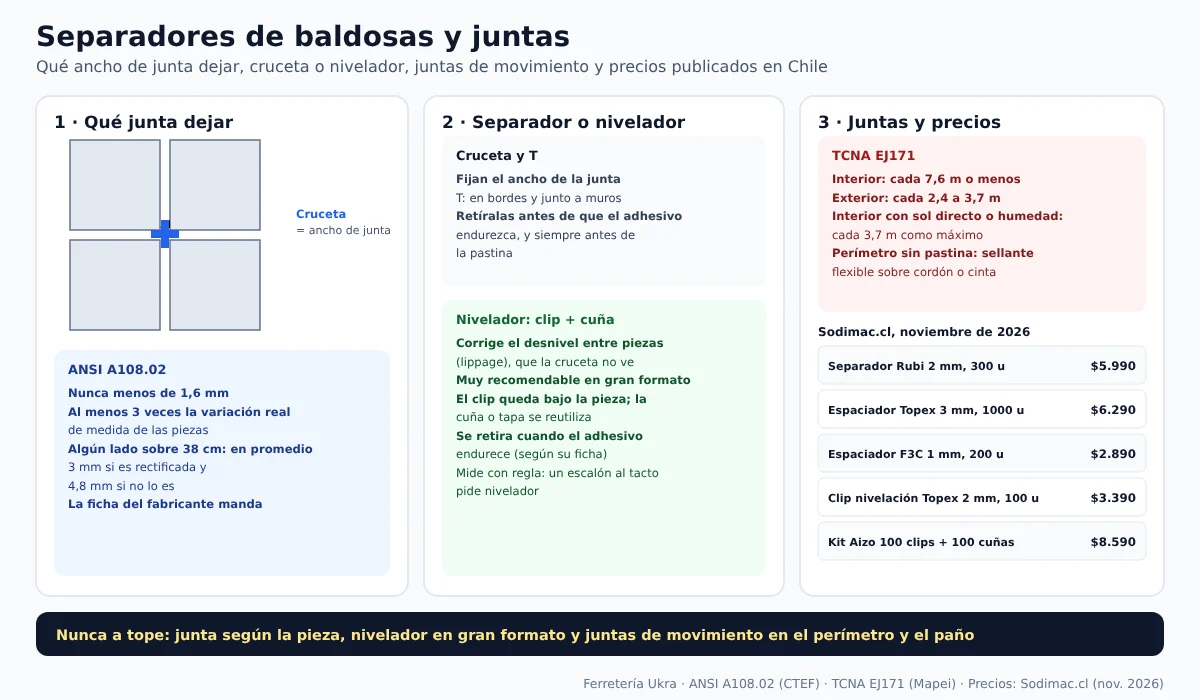 Separadores de baldosas y juntas
Qué ancho de junta dejar, cruceta o nivelador, juntas de movimiento y precios publicados en Chile
1 · Qué junta dejar
Cruceta
= ancho de junta
ANSI A108.02
Nunca menos de 1,6 mm
Al menos 3 veces la variación real
de medida de las piezas
Algún lado sobre 38 cm: en promedio
3 mm si es rectificada y
4,8 mm si no lo es
La ficha del fabricante manda
2 · Separador o nivelador
Cruceta y T
Fijan el ancho de la junta
T: en bordes y junto a muros
Retíralas antes de que el adhesivo
endurezca, y siempre antes de
la pastina
Nivelador: clip + cuña
Corrige el desnivel entre piezas
(lippage), que la cruceta no ve
Muy recomendable en gran formato
El clip queda bajo la pieza; la
cuña o tapa se reutiliza
Se retira cuando el adhesivo
endurece (según su ficha)
Mide con regla: un escalón al tacto
pide nivelador
3 · Juntas y precios
TCNA EJ171
Interior: cada 7,6 m o menos
Exterior: cada 2,4 a 3,7 m
Interior con sol directo o humedad:
cada 3,7 m como máximo
Perímetro sin pastina: sellante
flexible sobre cordón o cinta
Sodimac.cl, noviembre de 2026
Separador Rubi 2 mm, 300 u $5.990
Espaciador Topex 3 mm, 1000 u $6.290
Espaciador F3C 1 mm, 200 u $2.890
Clip nivelación Topex 2 mm, 100 u $3.390
Kit Aizo 100 clips + 100 cuñas $8.590
Nunca a tope: junta según la pieza, nivelador en gran formato y juntas de movimiento en el perímetro y el paño
Ferretería Ukra · ANSI A108.02 (CTEF) · TCNA EJ171 (Mapei) · Precios: Sodimac.cl (nov. 2026)